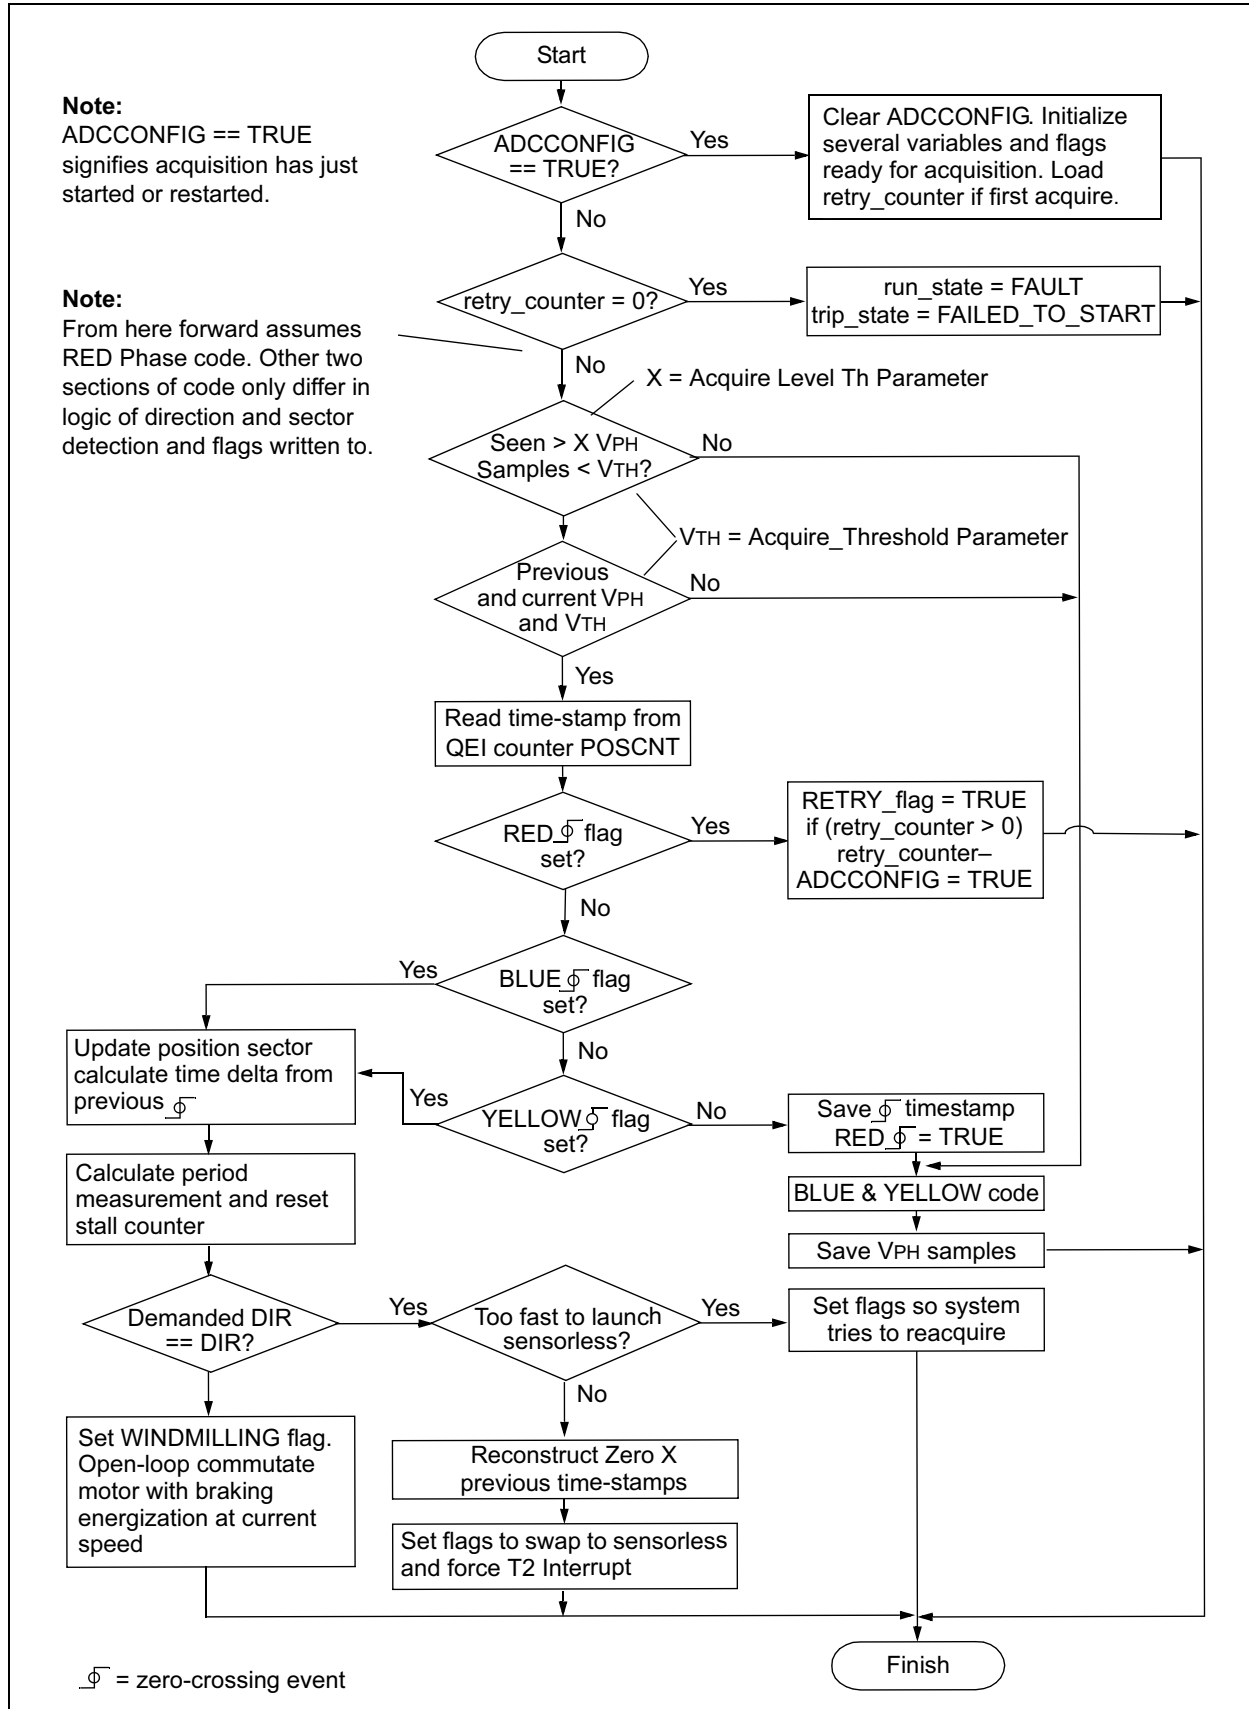 Start
Note:
ADCCONFIG == TRUE
signifies acquisition has just
started or restarted.
ADCCONFIG
== TRUE?
Yes
Clear ADCCONFIG. Initialize
several variables and flags
ready for acquisition. Load
retry_counter if first acquire.
No
Note:
From here forward assumes
RED Phase code. Other two
sections of code only differ in
logic of direction and sector
detection and flags written to.
retry_counter = 0?
Yes
run_state = FAULT
trip_state = FAILED_TO_START
No
X = Acquire Level Th Parameter
Seen > X VPH
Samples < VTH?
No
VTH = Acquire_Threshold Parameter
Previous
and current VPH
and VTH
No
Yes
Read time-stamp from
QEI counter POSCNT
RED flag
set?
Yes
RETRY_flag = TRUE
if (retry_counter > 0)
retry_counter–
ADCCONFIG = TRUE
No
BLUE flag
set?
Yes
No
Update position sector
calculate time delta from
previous
Yes
YELLOW flag
set?
No
Save timestamp
RED = TRUE
Calculate period
measurement and reset
stall counter
BLUE & YELLOW code
Save VPH samples
Demanded DIR
== DIR?
Yes
Too fast to launch
sensorless?
Yes
Set flags so system
tries to reacquire
No
Set WINDMILLING flag.
Open-loop commutate
motor with braking
energization at current
speed
Reconstruct Zero X
previous time-stamps
Set flags to swap to sensorless
and force T2 Interrupt
Finish
= zero-crossing event